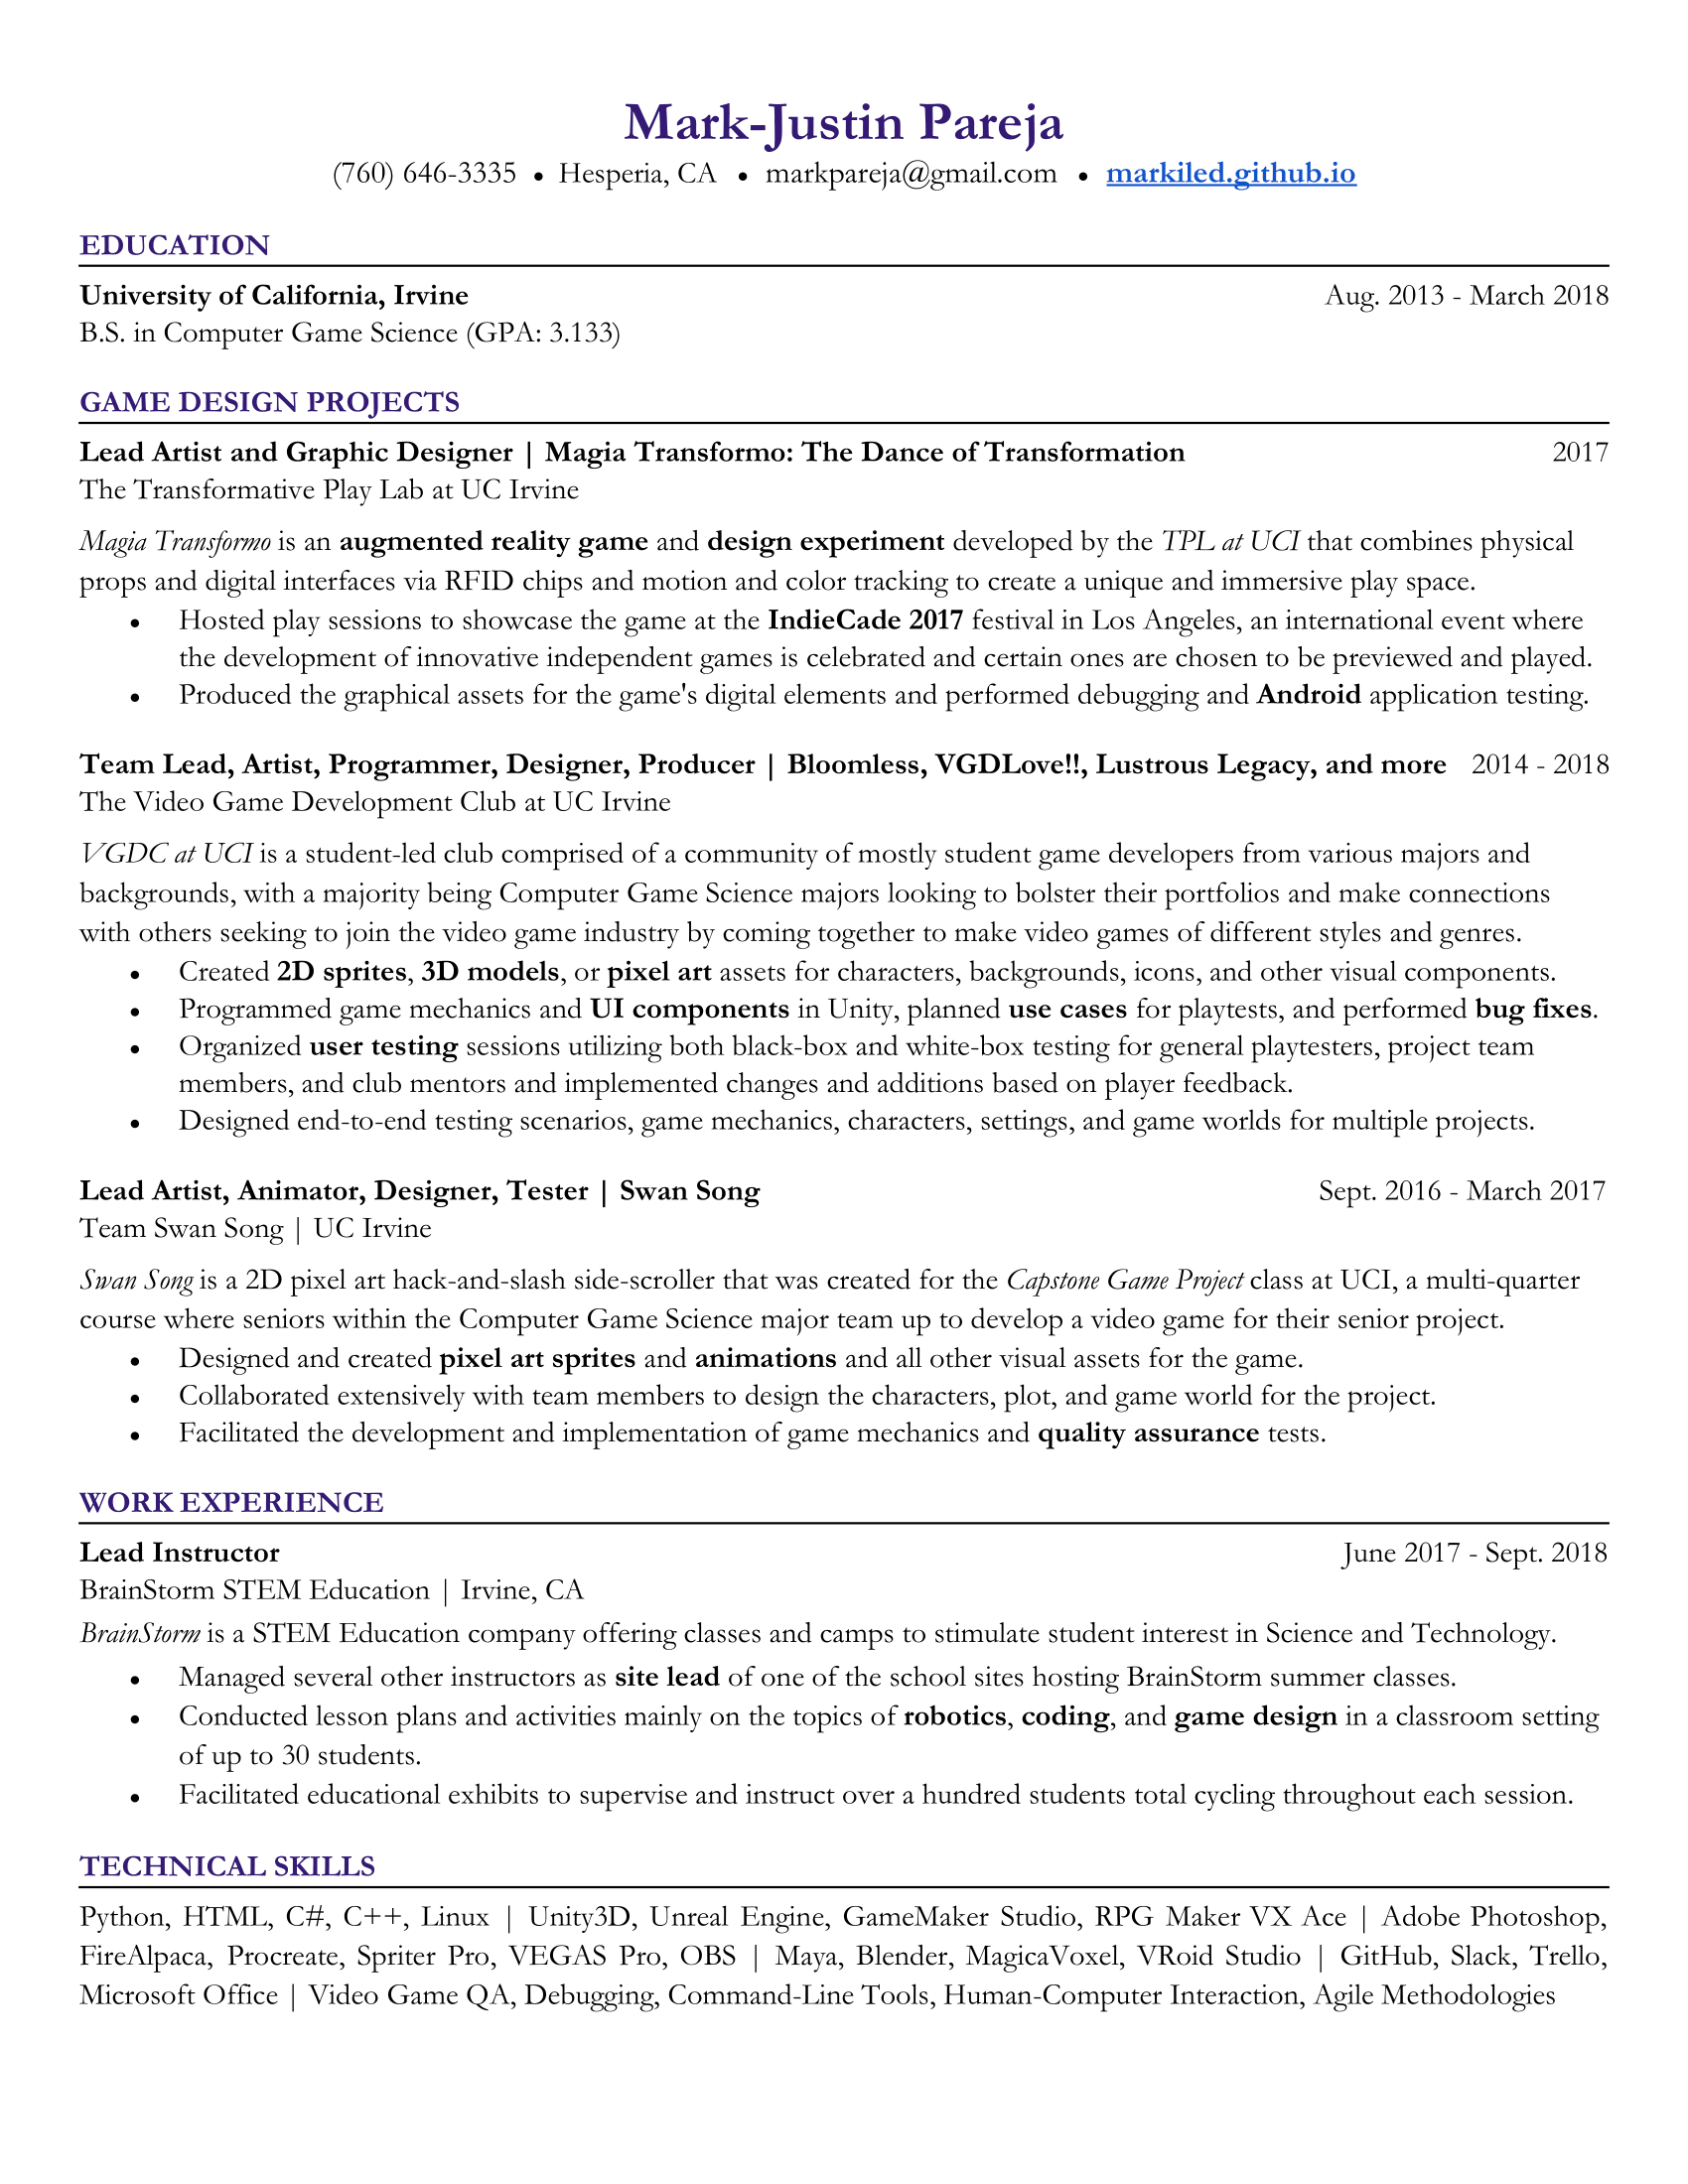 Mark-Justin Pareja
(760) 646-3335 • Hesperia, CA • markpareja@gmail.com • markiled.github.io
EDUCATION
University of California, Irvine Aug. 2013 - March 2018
B.S. in Computer Game Science (GPA: 3.133)
GAME DESIGN PROJECTS
Lead Artist and Graphic Designer | Magia Transformo: The Dance of Transformation 2017
The Transformative Play Lab at UC Irvine
Magia Transformo is an augmented reality game and design experiment developed by the TPL at UCI that combines physical
props and digital interfaces via RFID chips and motion and color tracking to create a unique and immersive play space.
• Hosted play sessions to showcase the game at the IndieCade 2017 festival in Los Angeles, an international event where
the development of innovative independent games is celebrated and certain ones are chosen to be previewed and played.
• Produced the graphical assets for the game's digital elements and performed debugging and Android application testing.
Team Lead, Artist, Programmer, Designer, Producer | Bloomless, VGDLove!!, Lustrous Legacy, and more 2014 - 2018
The Video Game Development Club at UC Irvine
VGDC at UCI is a student-led club comprised of a community of mostly student game developers from various majors and
backgrounds, with a majority being Computer Game Science majors looking to bolster their portfolios and make connections
with others seeking to join the video game industry by coming together to make video games of different styles and genres.
• Created 2D sprites, 3D models, or pixel art assets for characters, backgrounds, icons, and other visual components.
• Programmed game mechanics and UI components in Unity, planned use cases for playtests, and performed bug fixes.
• Organized user testing sessions utilizing both black-box and white-box testing for general playtesters, project team
members, and club mentors and implemented changes and additions based on player feedback.
• Designed end-to-end testing scenarios, game mechanics, characters, settings, and game worlds for multiple projects.
Lead Artist, Animator, Designer, Tester | Swan Song Sept. 2016 - March 2017
Team Swan Song | UC Irvine
Swan Song is a 2D pixel art hack-and-slash side-scroller that was created for the Capstone Game Project class at UCI, a multi-quarter
course where seniors within the Computer Game Science major team up to develop a video game for their senior project.
• Designed and created pixel art sprites and animations and all other visual assets for the game.
• Collaborated extensively with team members to design the characters, plot, and game world for the project.
• Facilitated the development and implementation of game mechanics and quality assurance tests.
WORK EXPERIENCE
Lead Instructor June 2017 - Sept. 2018
BrainStorm STEM Education | Irvine, CA
BrainStorm is a STEM Education company offering classes and camps to stimulate student interest in Science and Technology.
• Managed several other instructors as site lead of one of the school sites hosting BrainStorm summer classes.
• Conducted lesson plans and activities mainly on the topics of robotics, coding, and game design in a classroom setting
of up to 30 students.
• Facilitated educational exhibits to supervise and instruct over a hundred students total cycling throughout each session.
TECHNICAL SKILLS
Python, HTML, C#, C++, Linux | Unity3D, Unreal Engine, GameMaker Studio, RPG Maker VX Ace | Adobe Photoshop,
FireAlpaca, Procreate, Spriter Pro, VEGAS Pro, OBS | Maya, Blender, MagicaVoxel, VRoid Studio | GitHub, Slack, Trello,
Microsoft Office | Video Game QA, Debugging, Command-Line Tools, Human-Computer Interaction, Agile Methodologies